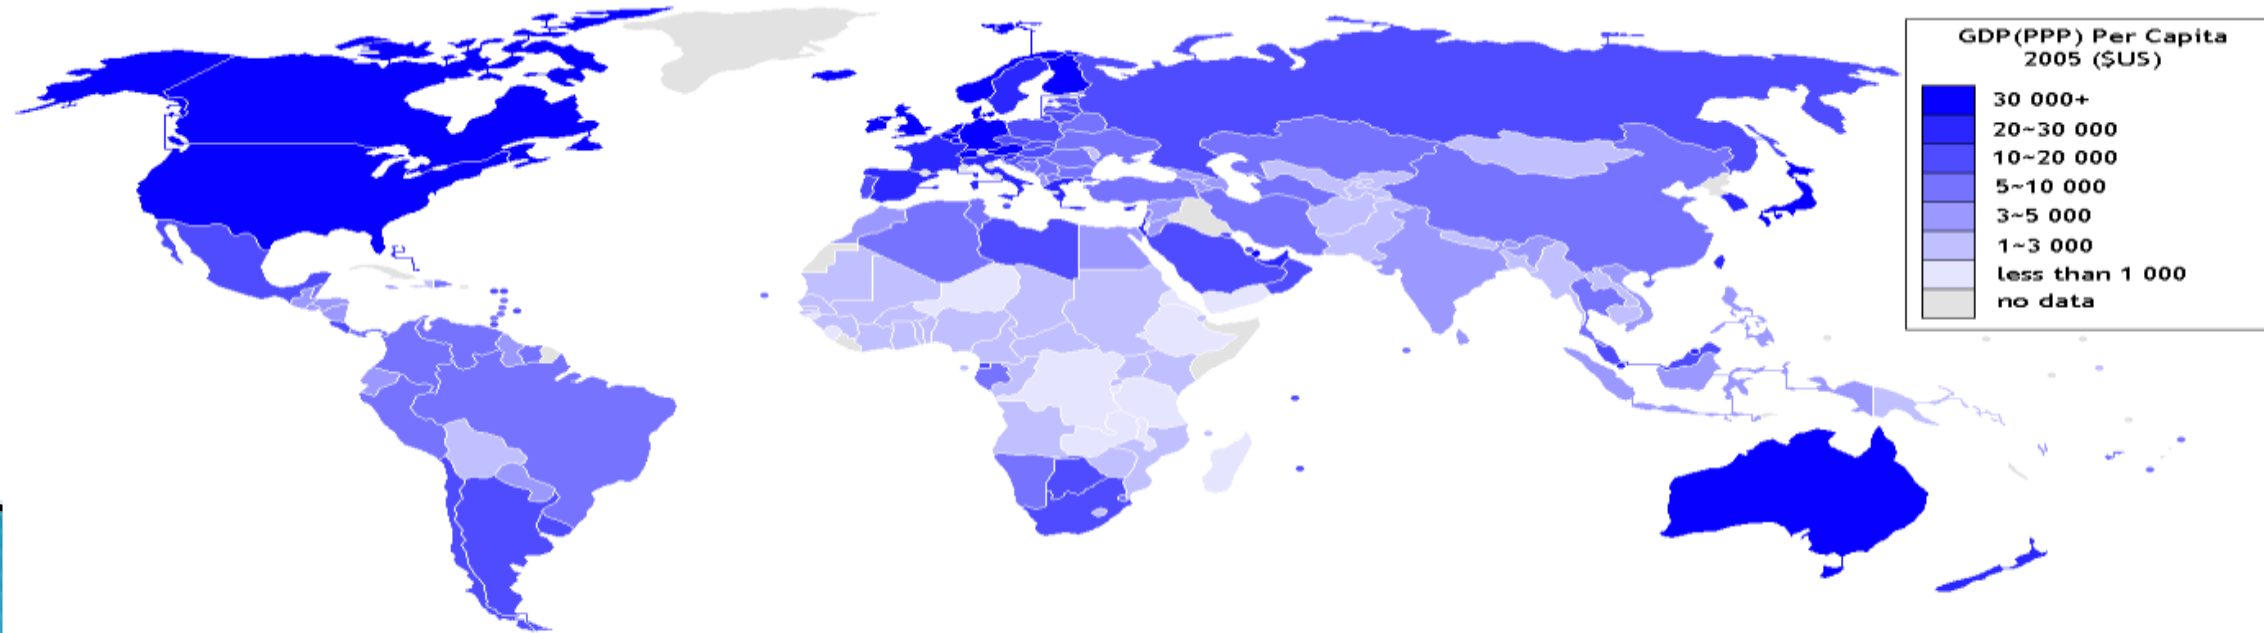 GDP(PPP) Per Capita
2005 ($US)
30 000+
20~30 000
10~20 000
5~10 000
3~5 000
1~3 000
less than 1 000
no data